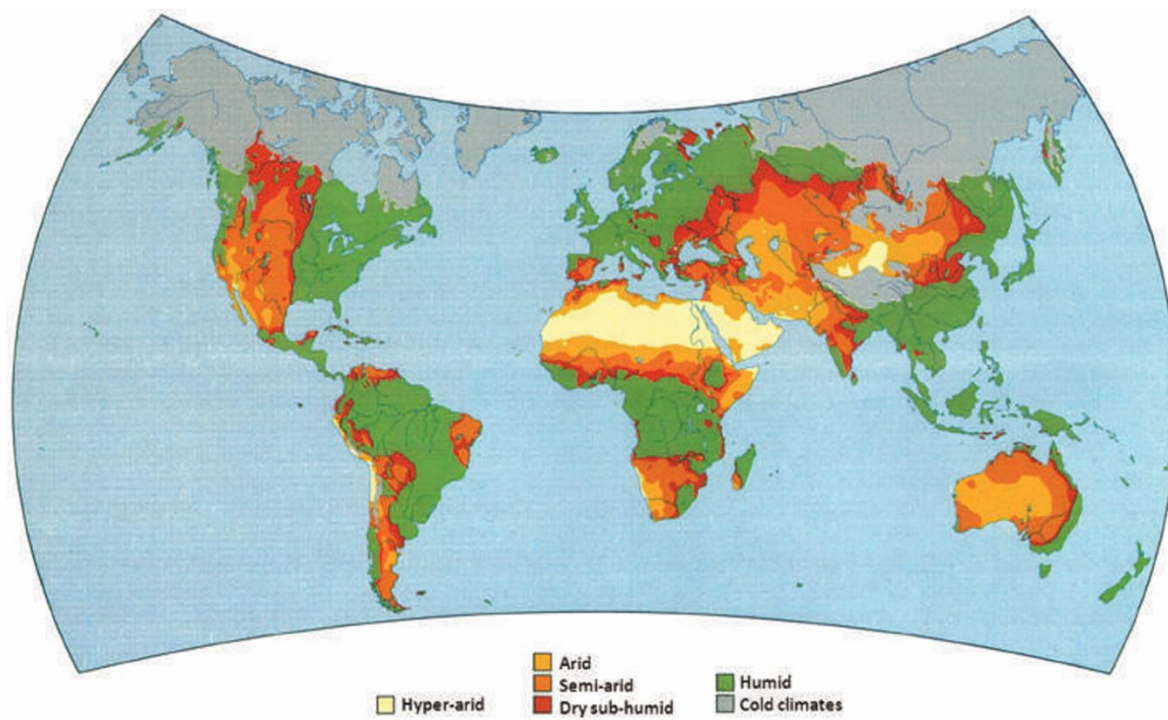 Arid
Semi-arid
Humid
Hyper-arid
Dry sub-humid
Cold climates